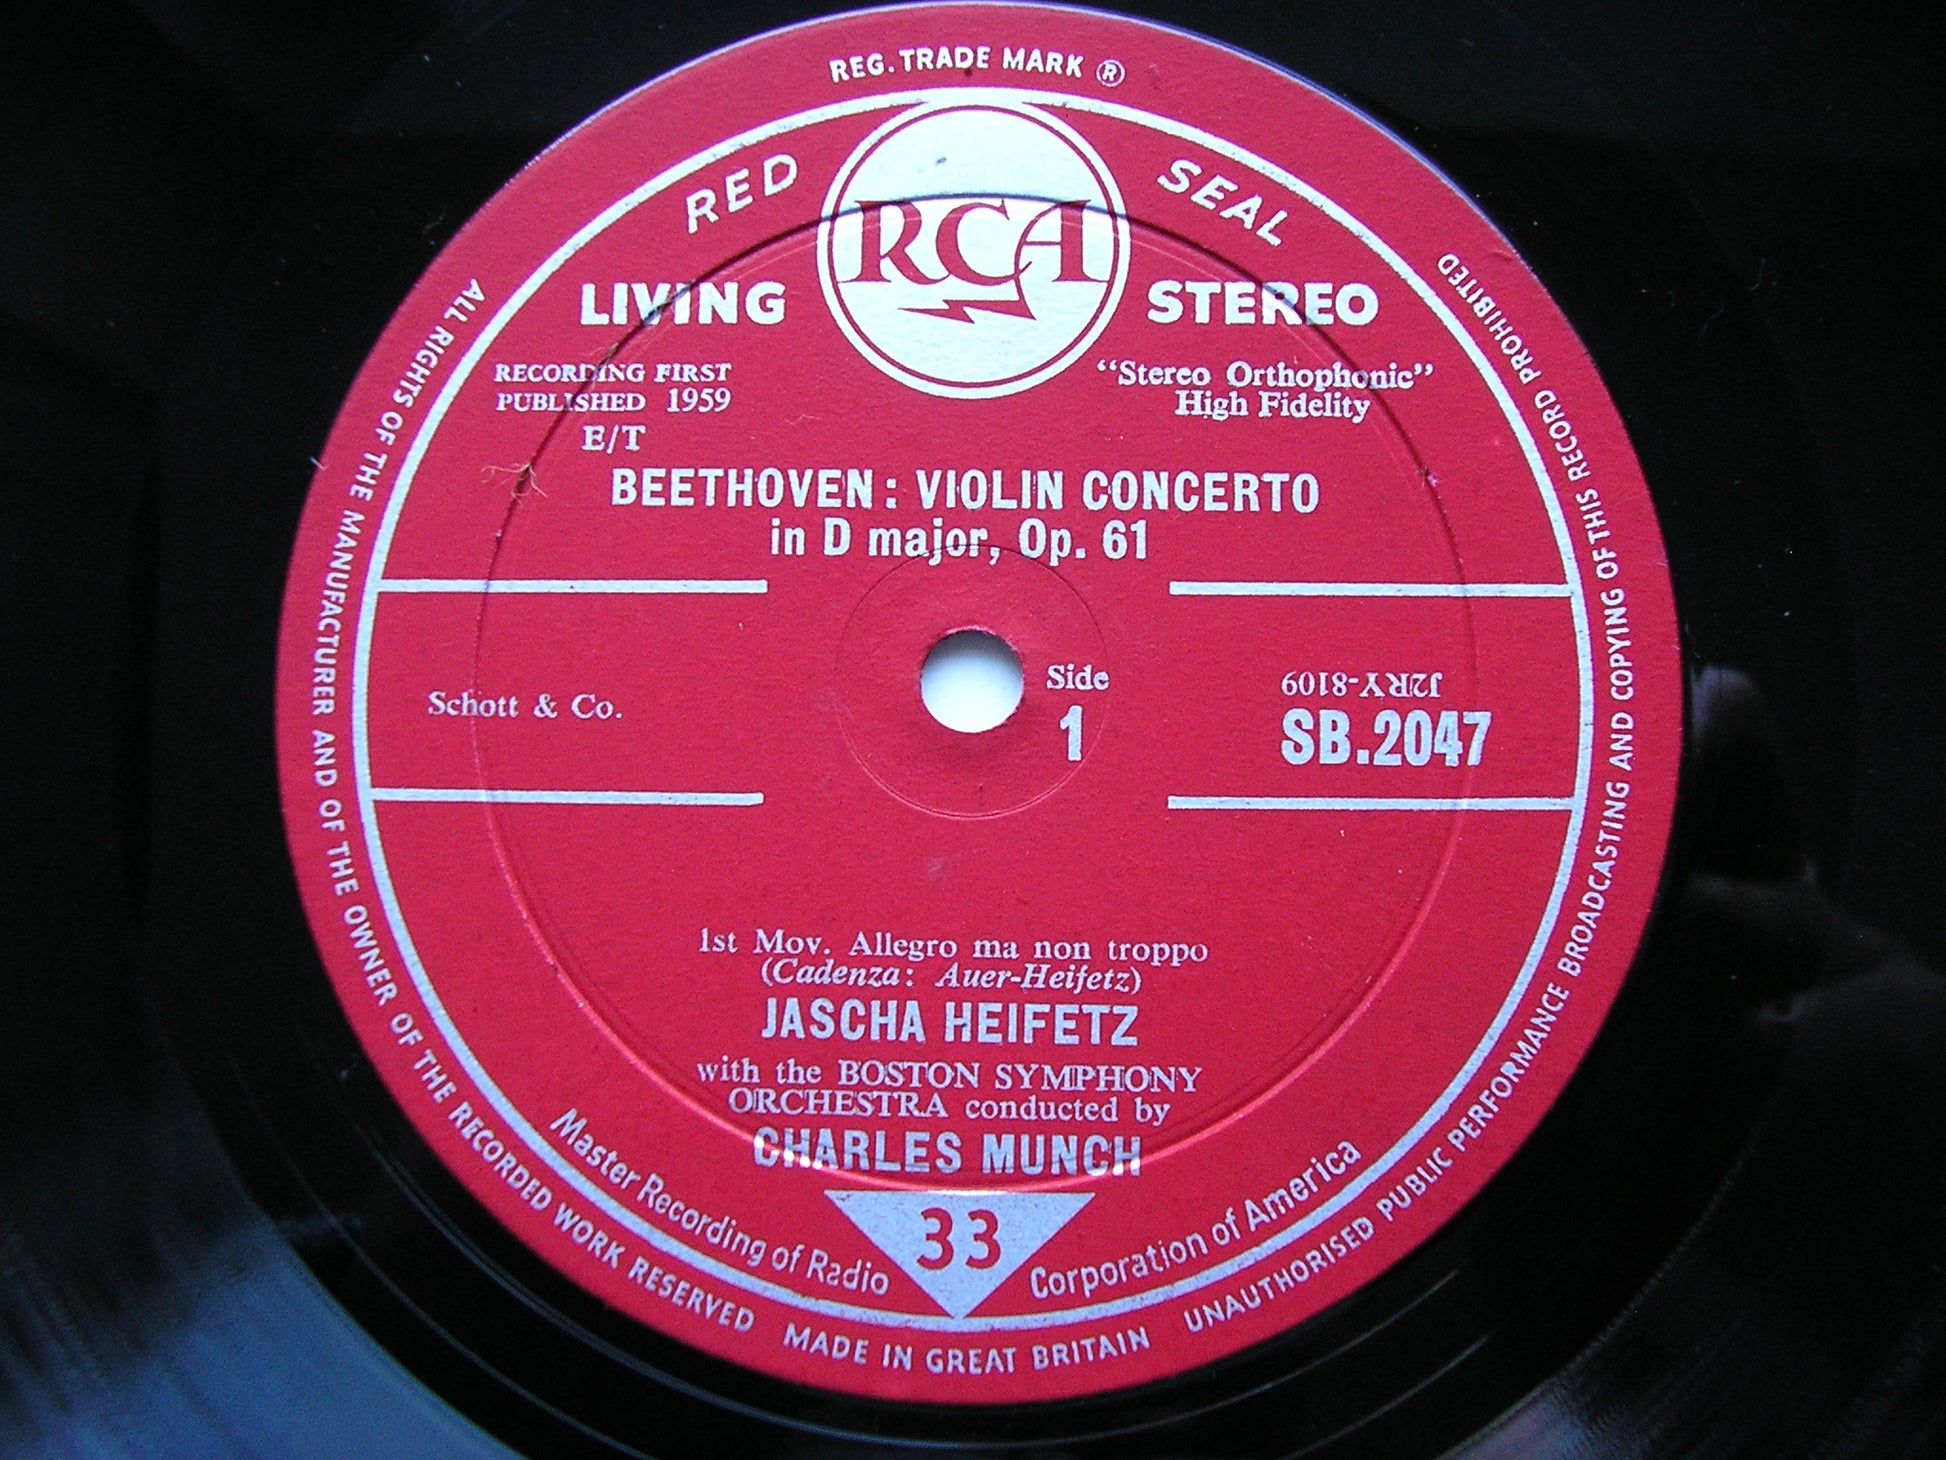 REG. TRADE MARK ®
RED SEAL
RCA
LIVING STEREO
RECORDING FIRST
PUBLISHED 1959
E/T
"Stereo Orthophonic"
High Fidelity
BEETHOVEN: VIOLIN CONCERTO
in D major, Op. 61
Schott & Co.
Side
1
J2RY-8109
SB.2047
1st Mov. Allegro ma non troppo
(Cadenza: Auer-Heifetz)
JASCHA HEIFETZ
with the BOSTON SYMPHONY
ORCHESTRA conducted by
CHARLES MUNCH
33
Master Recording of Radio Corporation of America
ALL RIGHTS OF THE MANUFACTURER AND OF THE OWNER OF THE RECORDED WORK RESERVED
MADE IN GREAT BRITAIN
UNAUTHORISED PUBLIC PERFORMANCE BROADCASTING AND COPYING OF THIS RECORD PROHIBITED